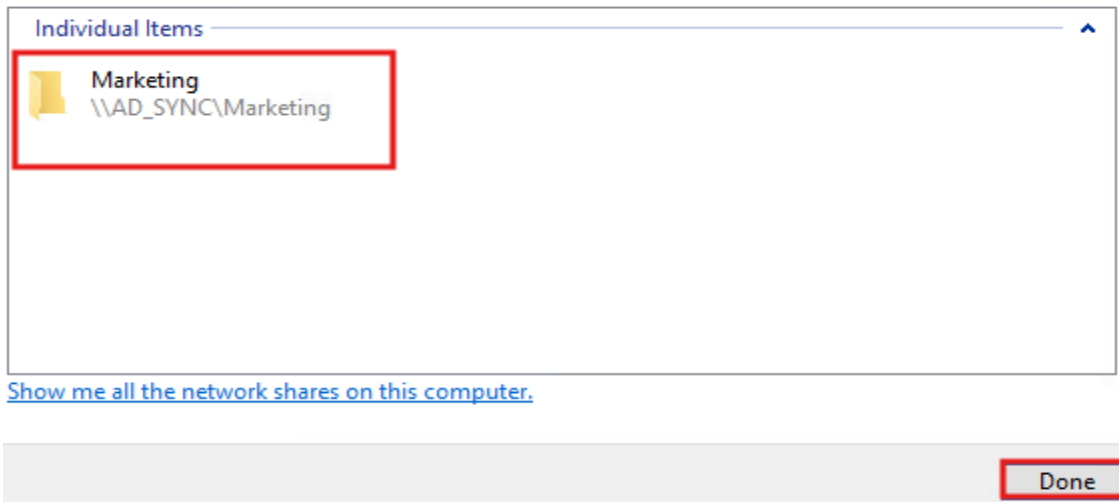 Individual Items
Marketing
\\AD_SYNC\Marketing
Show me all the network shares on this computer.
Done